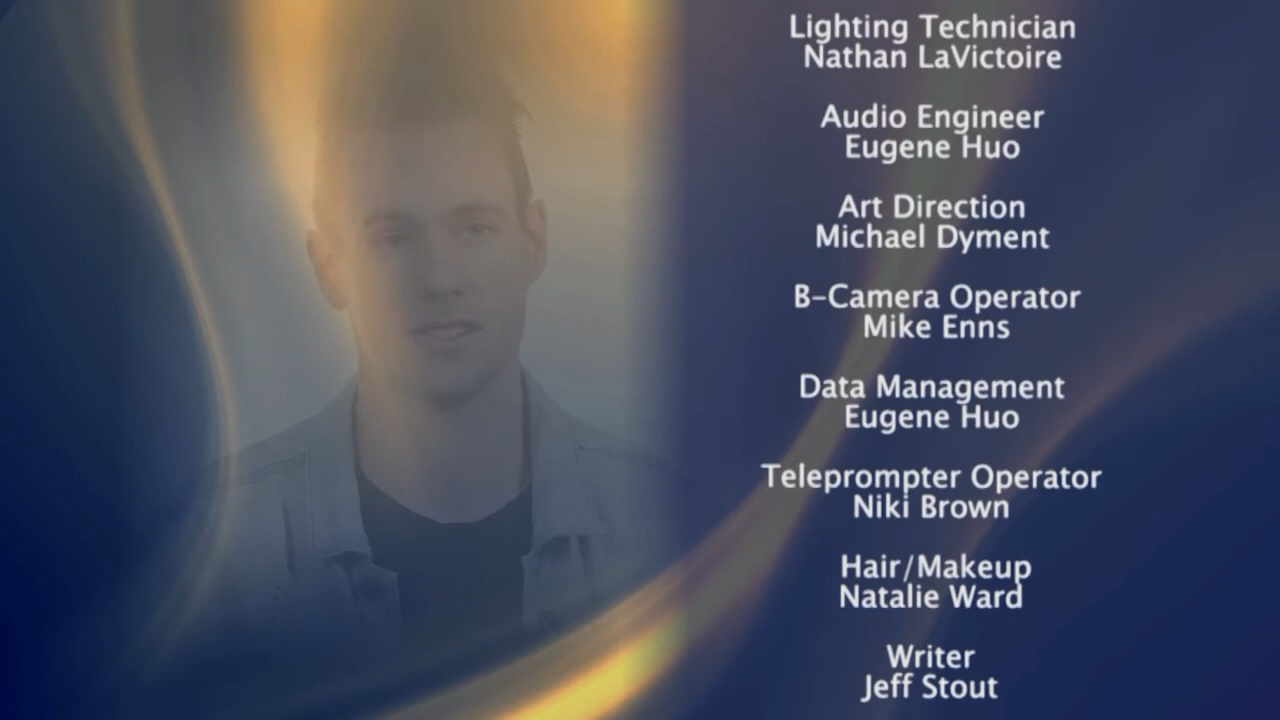 Lighting Technician
Nathan LaVictoire
Audio Engineer
Eugene Huo
Art Direction
Michael Dyment
B-Camera Operator
Mike Enns
Data Management
Eugene Huo
Teleprompter Operator
Niki Brown
Hair/Makeup
Natalie Ward
Writer
Jeff Stout